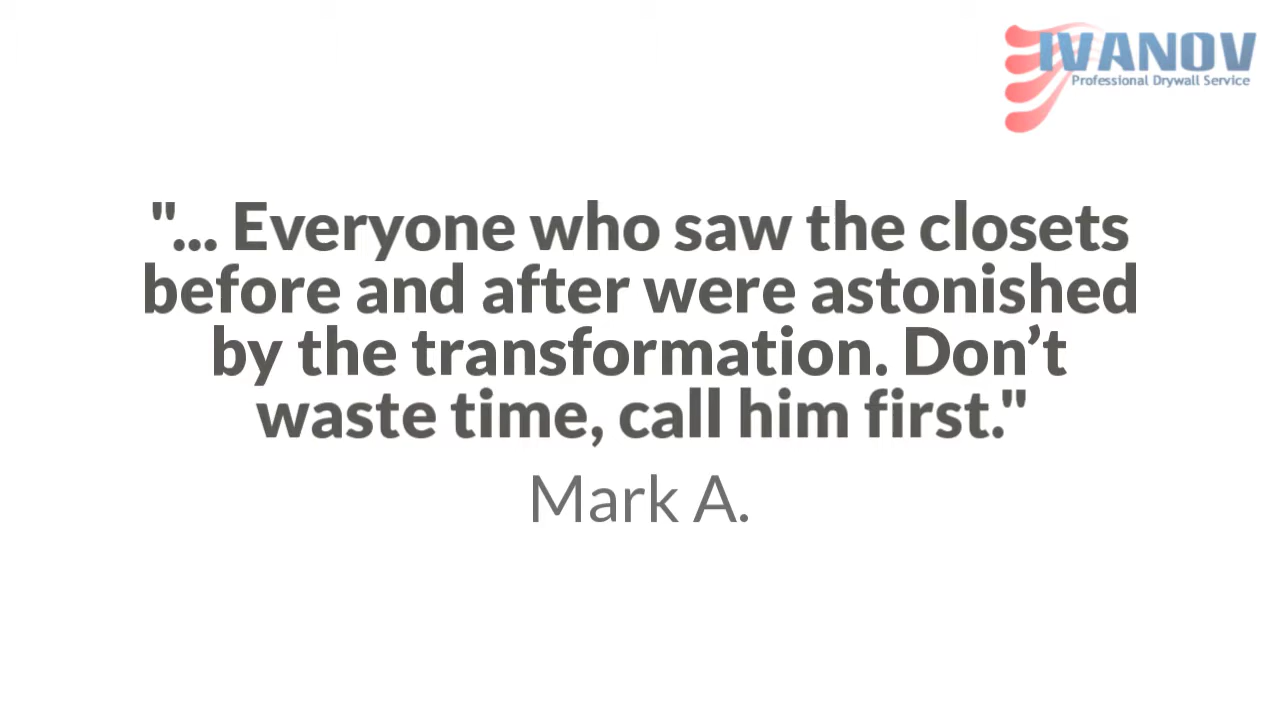 IVANOV
Professional Drywall Service
"... Everyone who saw the closets
before and after were astonished
by the transformation. Don’t
waste time, call him first."
Mark A.